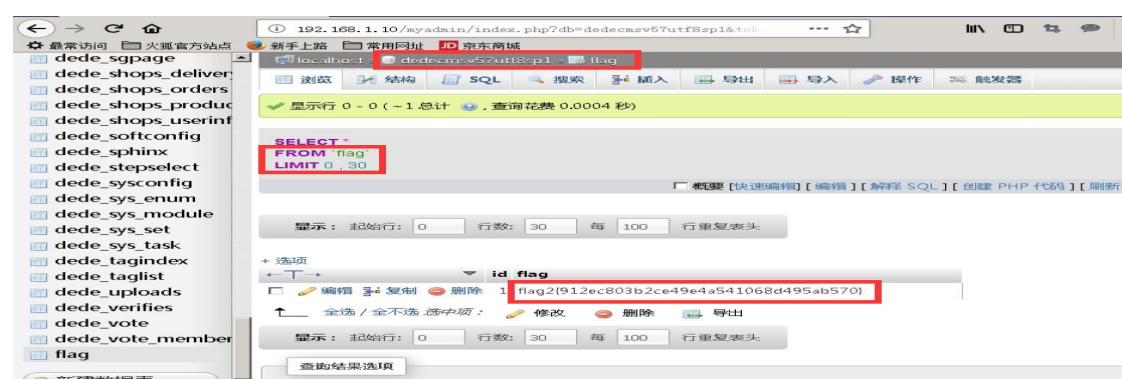 192.168.1.10/myadmin/index.php?db=dedecmsv57utf8sp1&tok
最常访问 火狐官方站点 新手上路 常用网址 JD 京东商城
localhost » dedecmsv57utf8sp1 » flag
浏览 结构 SQL 搜索 插入 导出 导入 操作 触发器
显示行 0 - 0 ( ~1 总计 , 查询花费 0.0004 秒)
SELECT *
FROM `flag`
LIMIT 0 , 30
概要 [快速编辑] [ 编辑 ] [ 解释 SQL ] [ 创建 PHP 代码 ] [ 刷新
显示： 起始行: 0 行数: 30 每 100 行重复表头
+ 选项
←T→ id flag
编辑 复制 删除 1 flag2{912ec803b2ce49e4a541068d495ab570}
全选 / 全不选 选中项： 修改 删除 导出
显示： 起始行: 0 行数: 30 每 100 行重复表头
查询结果选项
dede_sgpage
dede_shops_deliver
dede_shops_orders
dede_shops_produc
dede_shops_userinf
dede_softconfig
dede_sphinx
dede_stepselect
dede_sysconfig
dede_sys_enum
dede_sys_module
dede_sys_set
dede_sys_task
dede_tagindex
dede_taglist
dede_uploads
dede_verifies
dede_vote
dede_vote_member
flag
新建数据表